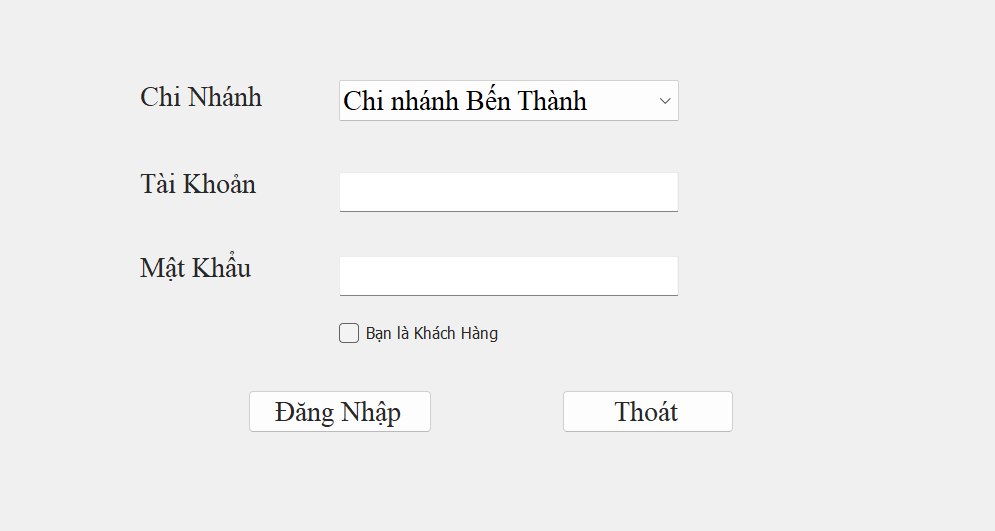 Chi Nhánh
Chi nhánh Bến Thành
Tài Khoản
Mật Khẩu
Bạn là Khách Hàng
Đăng Nhập
Thoát